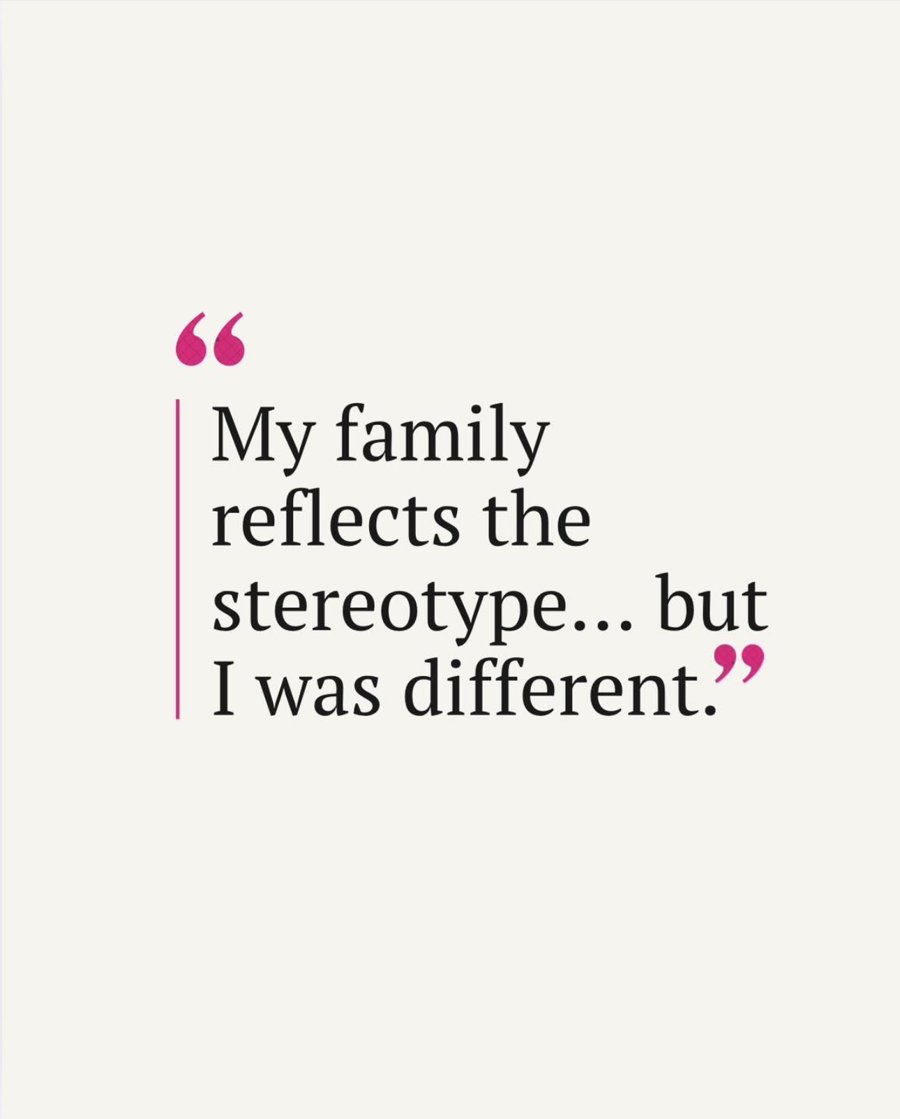 “
My family
reflects the
stereotype... but
I was different.”